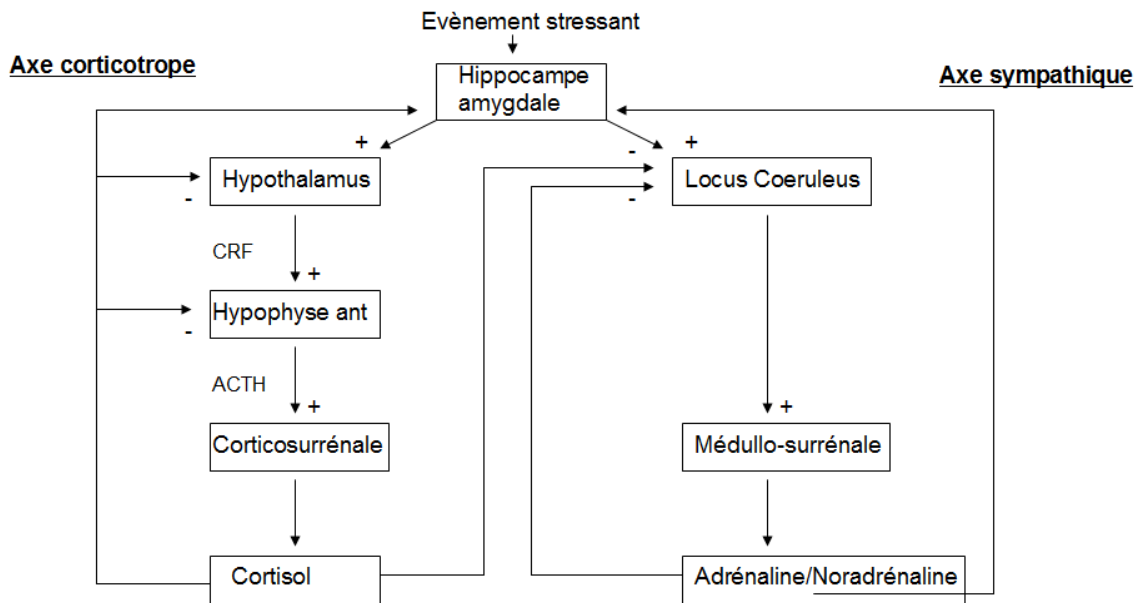 Evènement stressant
Axe corticotrope
Axe sympathique
Hippocampe
amygdale
+
-
+
Hypothalamus
Locus Coeruleus
-
-
CRF
+
Hypophyse ant
-
ACTH
+
+
Corticosurrénale
Médullo-surrénale
Cortisol
Adrénaline/Noradrénaline